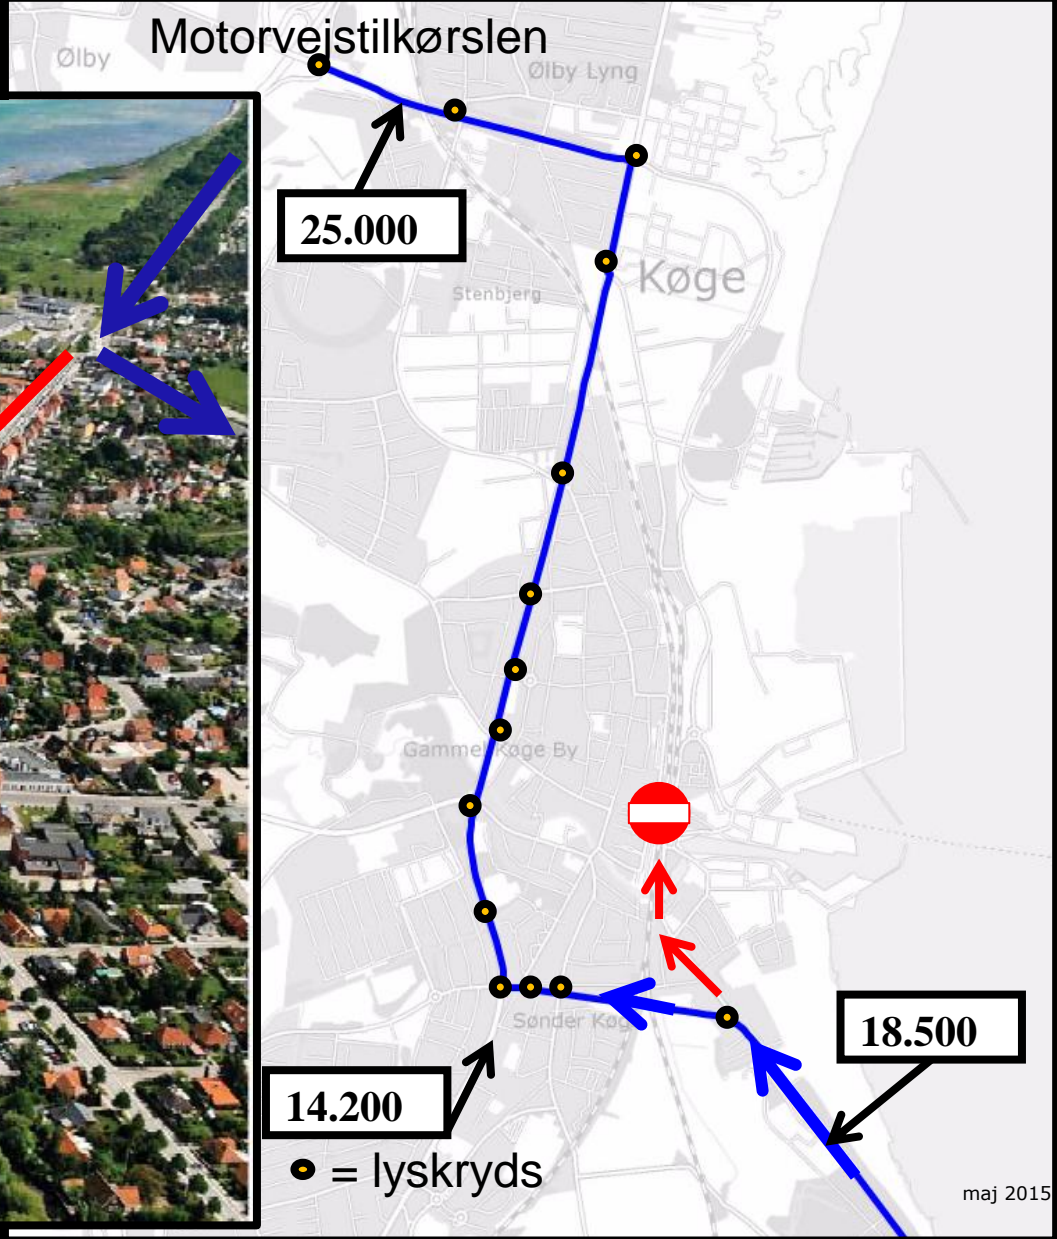 Motorvejstilkørslen
Ølby
Ølby Lyng
25.000
Køge
Stenbjerg
Gammel Køge By
Sønder Køg
18.500
14.200
= lyskryds
maj 2015